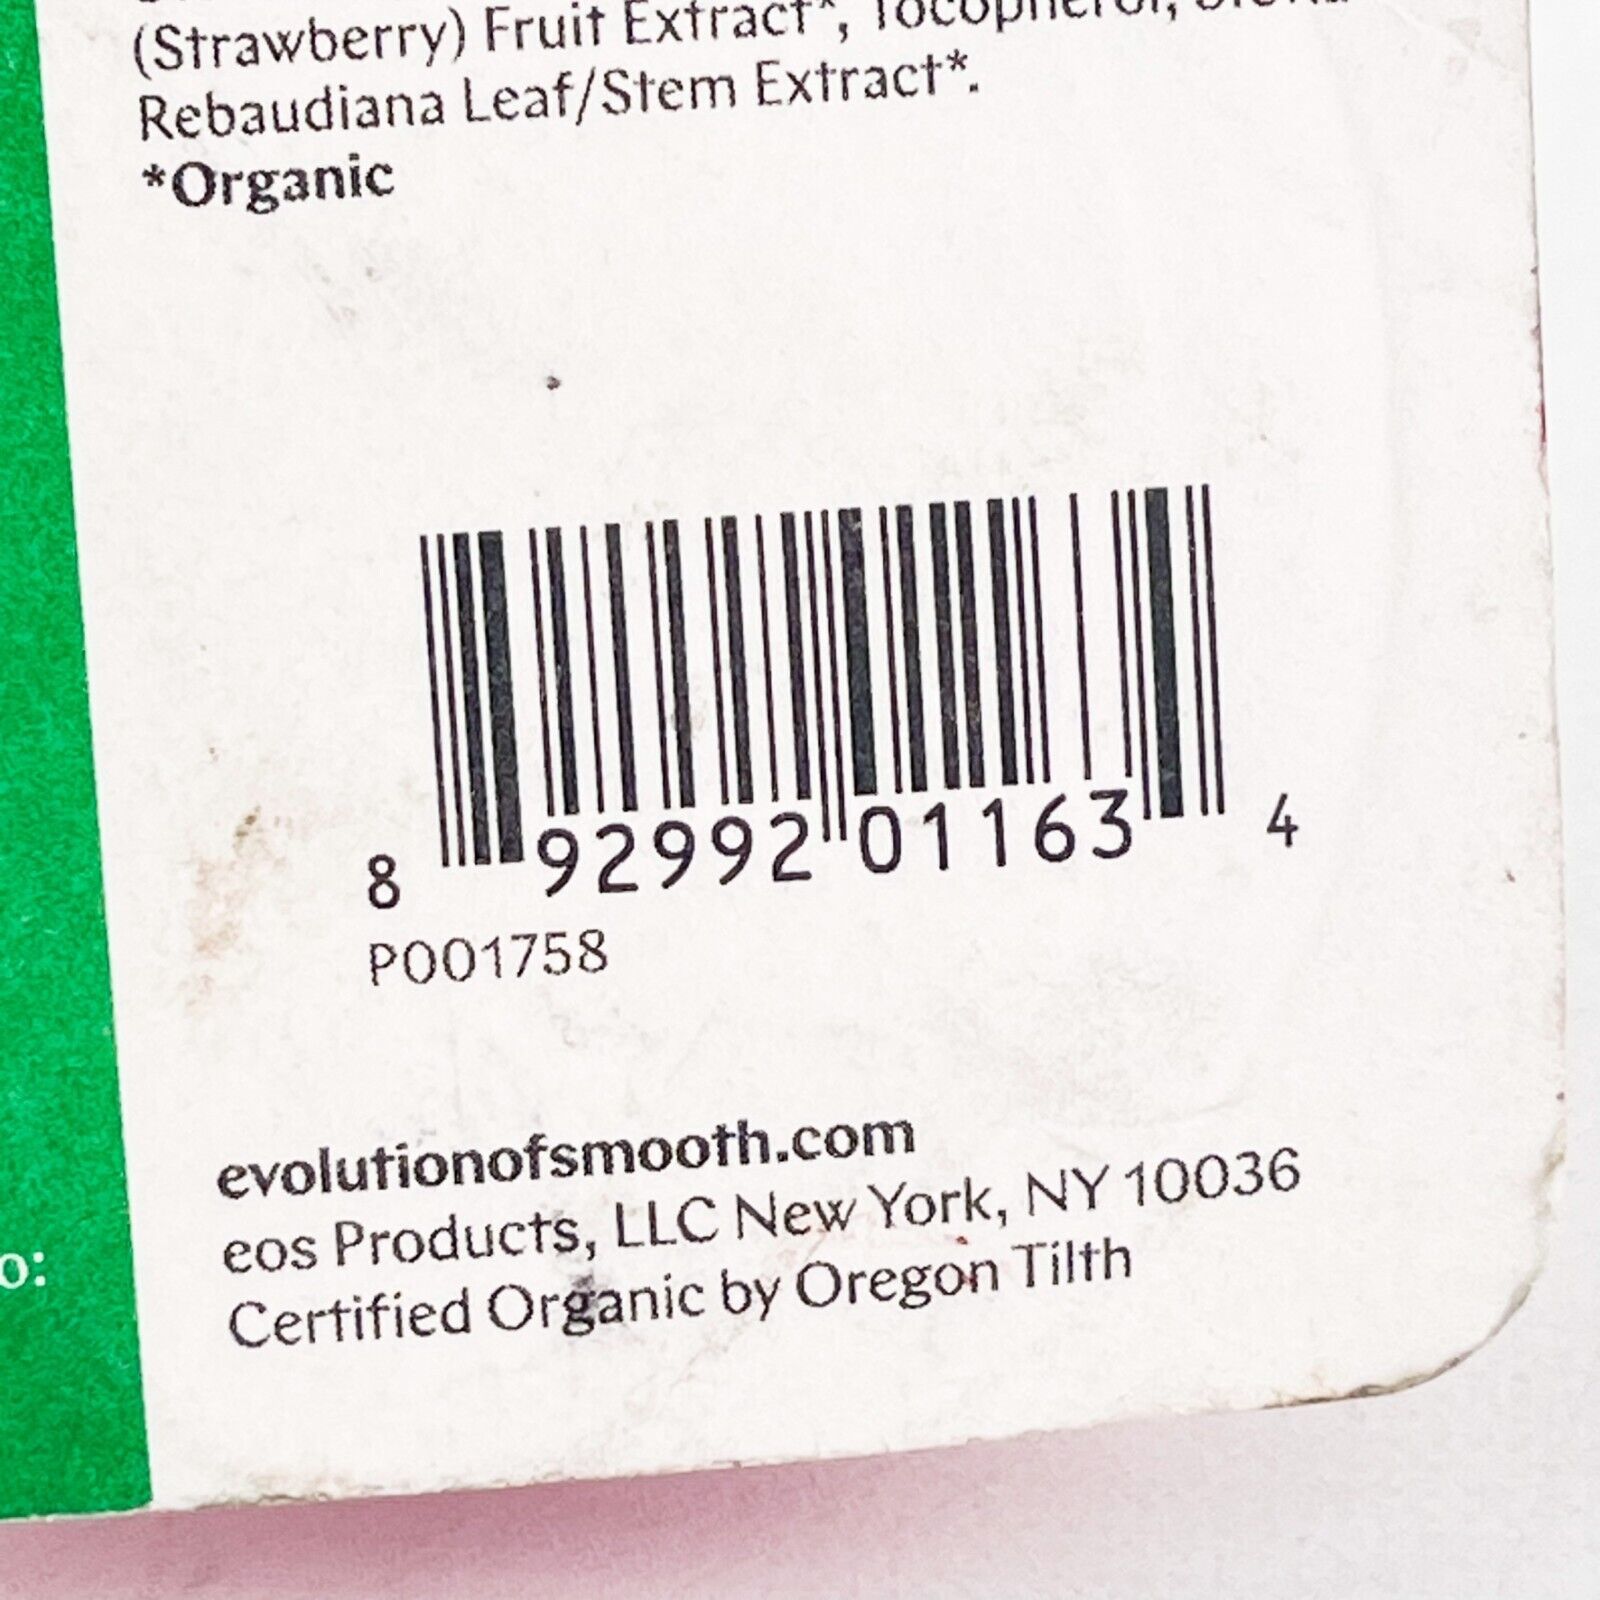 (Strawberry) Fruit Extract*, Tocopherol,
Rebaudiana Leaf/Stem Extract*.
*Organic
8 92992 01163 4
P001758
evolutionofsmooth.com
eos Products, LLC New York, NY 10036
Certified Organic by Oregon Tilth
o: